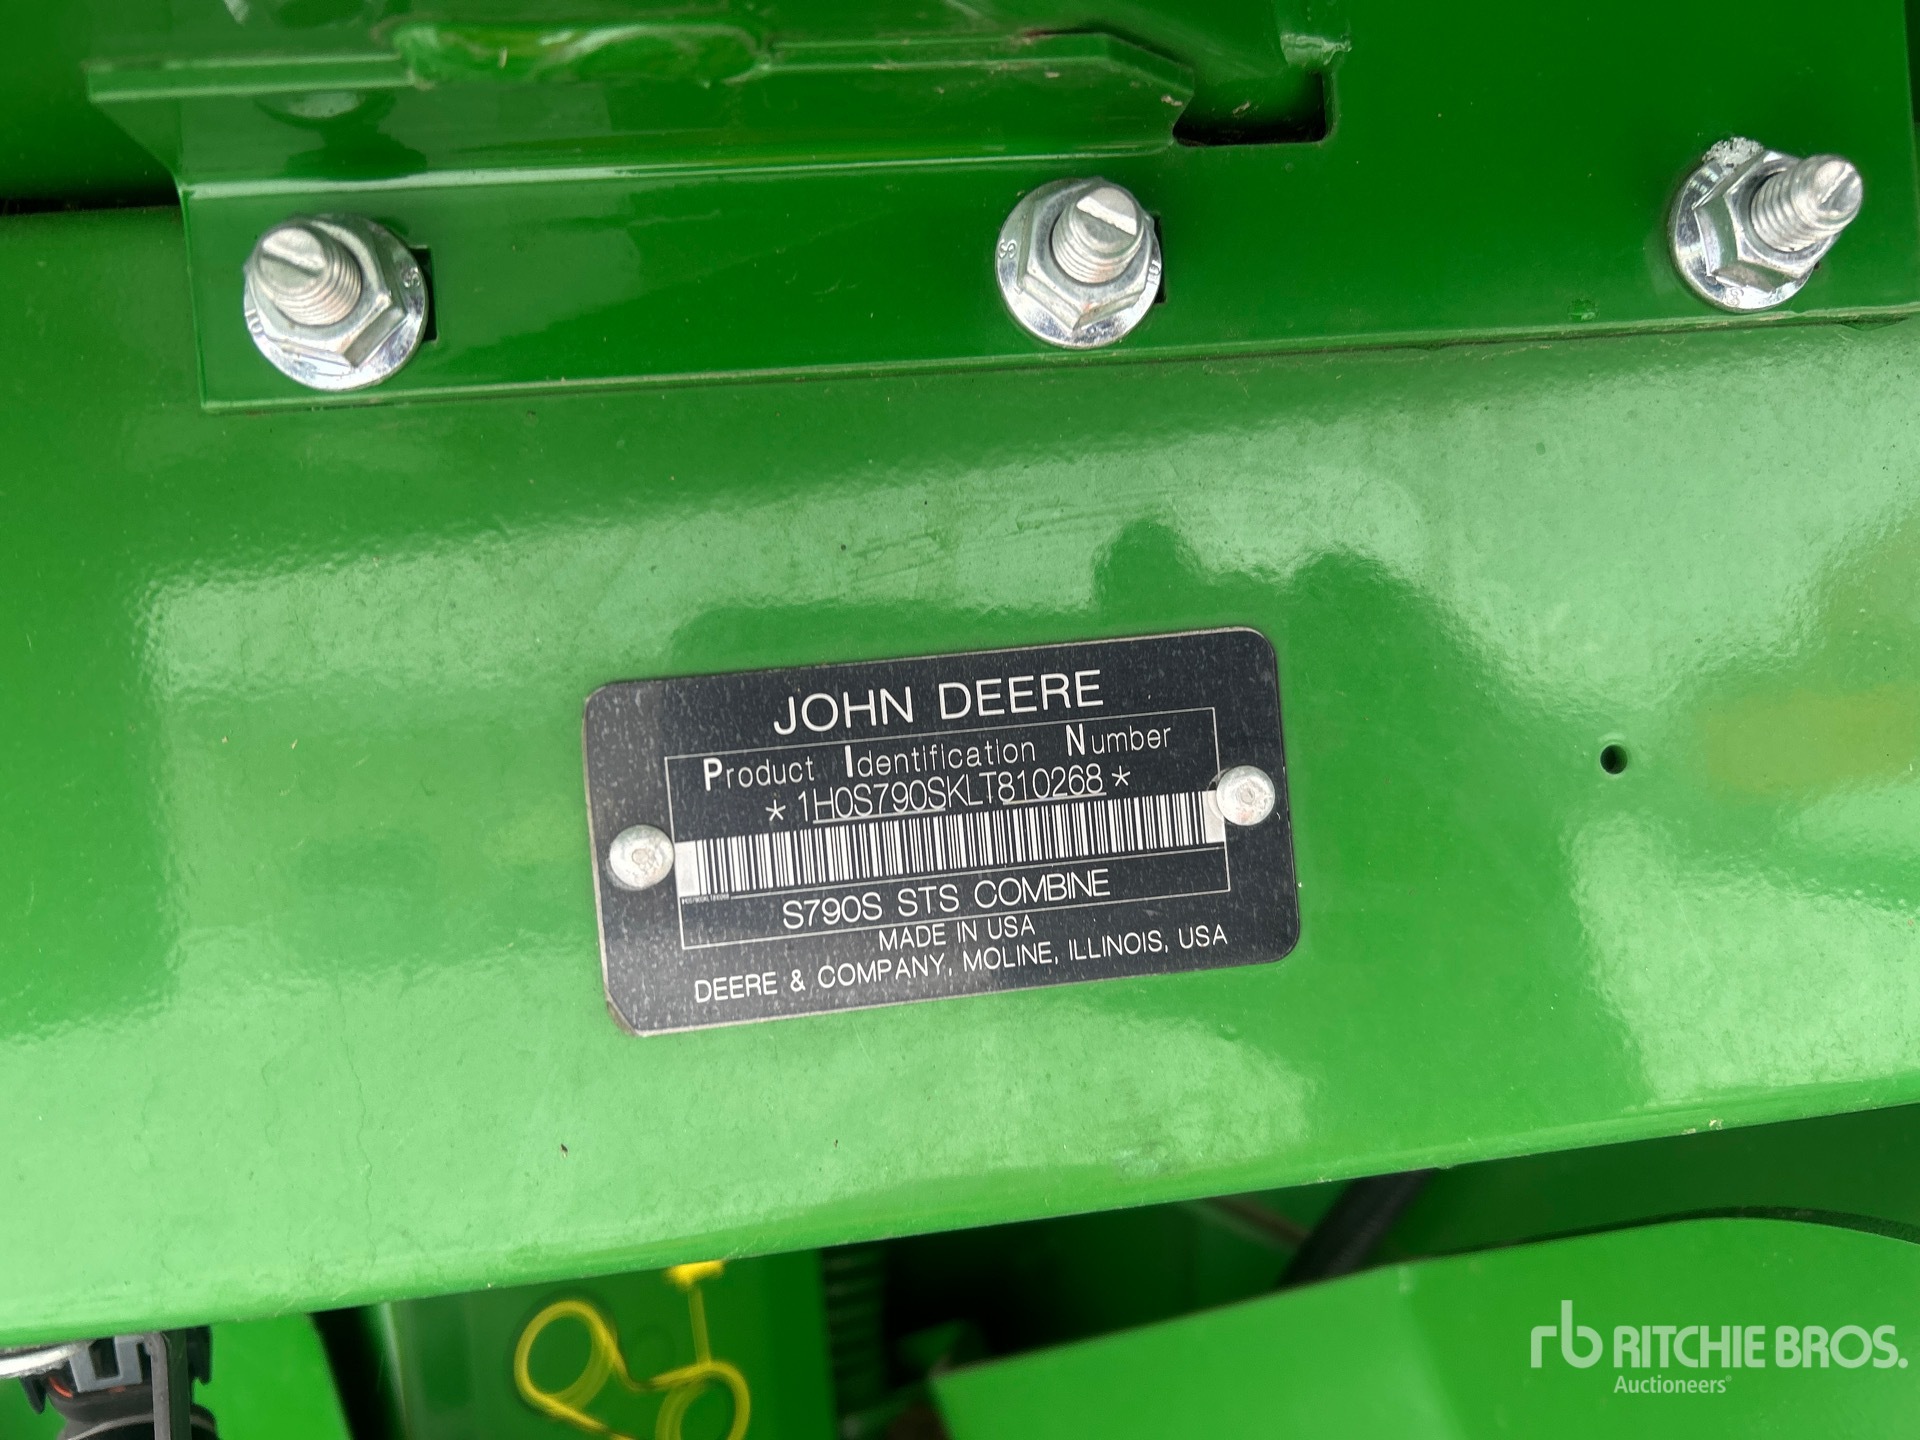 JOHN DEERE
Product Identification Number
* 1H0S790SKLT810268 *
S790S STS COMBINE
MADE IN USA
DEERE & COMPANY, MOLINE, ILLINOIS, USA
rb RITCHIE BROS.
Auctioneers®